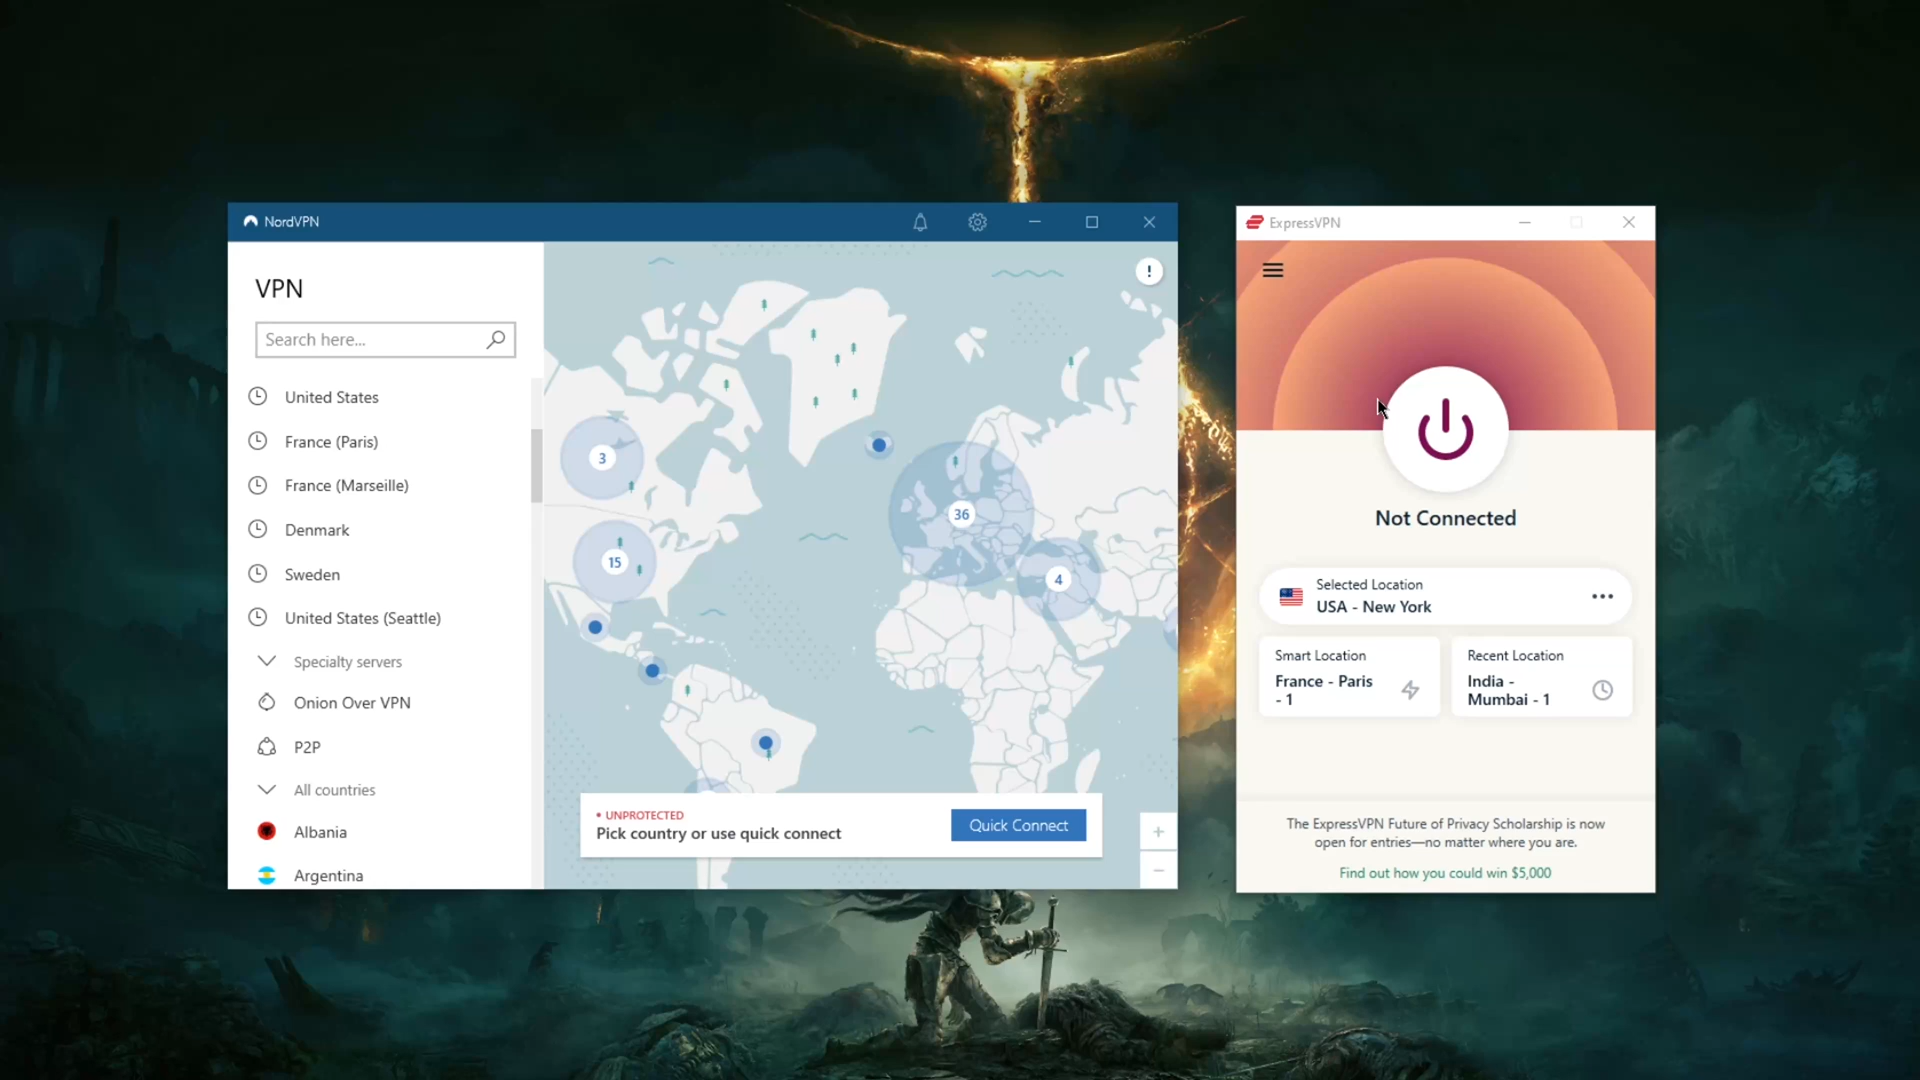 NordVPN
VPN
Search here...
United States
France (Paris)
France (Marseille)
Denmark
Sweden
United States (Seattle)
Specialty servers
Onion Over VPN
P2P
All countries
Albania
Argentina
!
3
36
15
4
UNPROTECTED
Pick country or use quick connect
Quick Connect
+
−
ExpressVPN
Not Connected
Selected Location
USA - New York
Smart Location
France - Paris
- 1
Recent Location
India -
Mumbai - 1
The ExpressVPN Future of Privacy Scholarship is now
open for entries—no matter where you are.
Find out how you could win $5,000